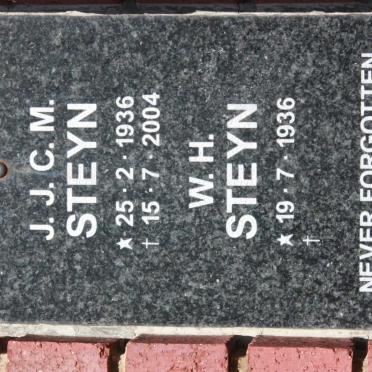 J. J. C. M.
STEYN
★ 25 · 2 · 1936
† 15 · 7 · 2004
W. H.
STEYN
★ 19 · 7 · 1936
†
NEVER FORGOTTEN